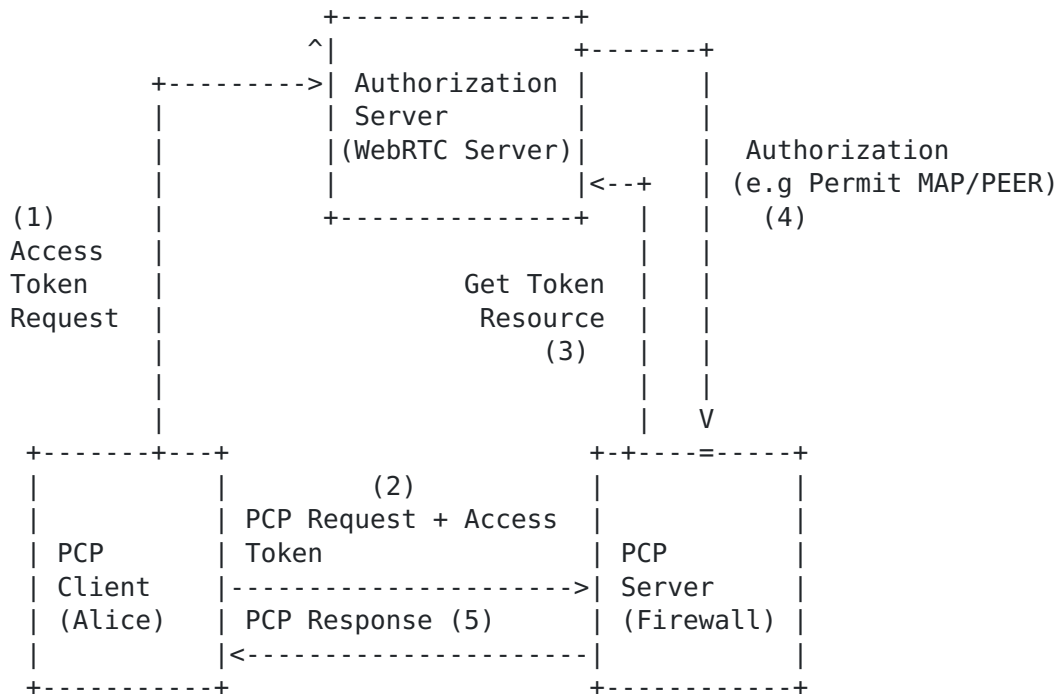 +---------------+
                    ^|               +-------+
          +--------->| Authorization |       |
          |          | Server        |       |
          |          |(WebRTC Server)|       |  Authorization
          |          |               |<--+   | (e.g Permit MAP/PEER)
(1)       |          +---------------+   |   |   (4)
Access    |                              |   |
Token     |                   Get Token  |   |
Request   |                    Resource  |   |
          |                        (3)   |   |
          |                              |   |
          |                              |   V
  +-------+---+                       +-+----=-----+
  |           |         (2)           |            |
  |           | PCP Request + Access  |            |
  | PCP       | Token                 | PCP        |
  | Client    |---------------------->| Server     |
  | (Alice)   | PCP Response (5)      | (Firewall) |
  |           |<----------------------|            |
  +-----------+                       +------------+